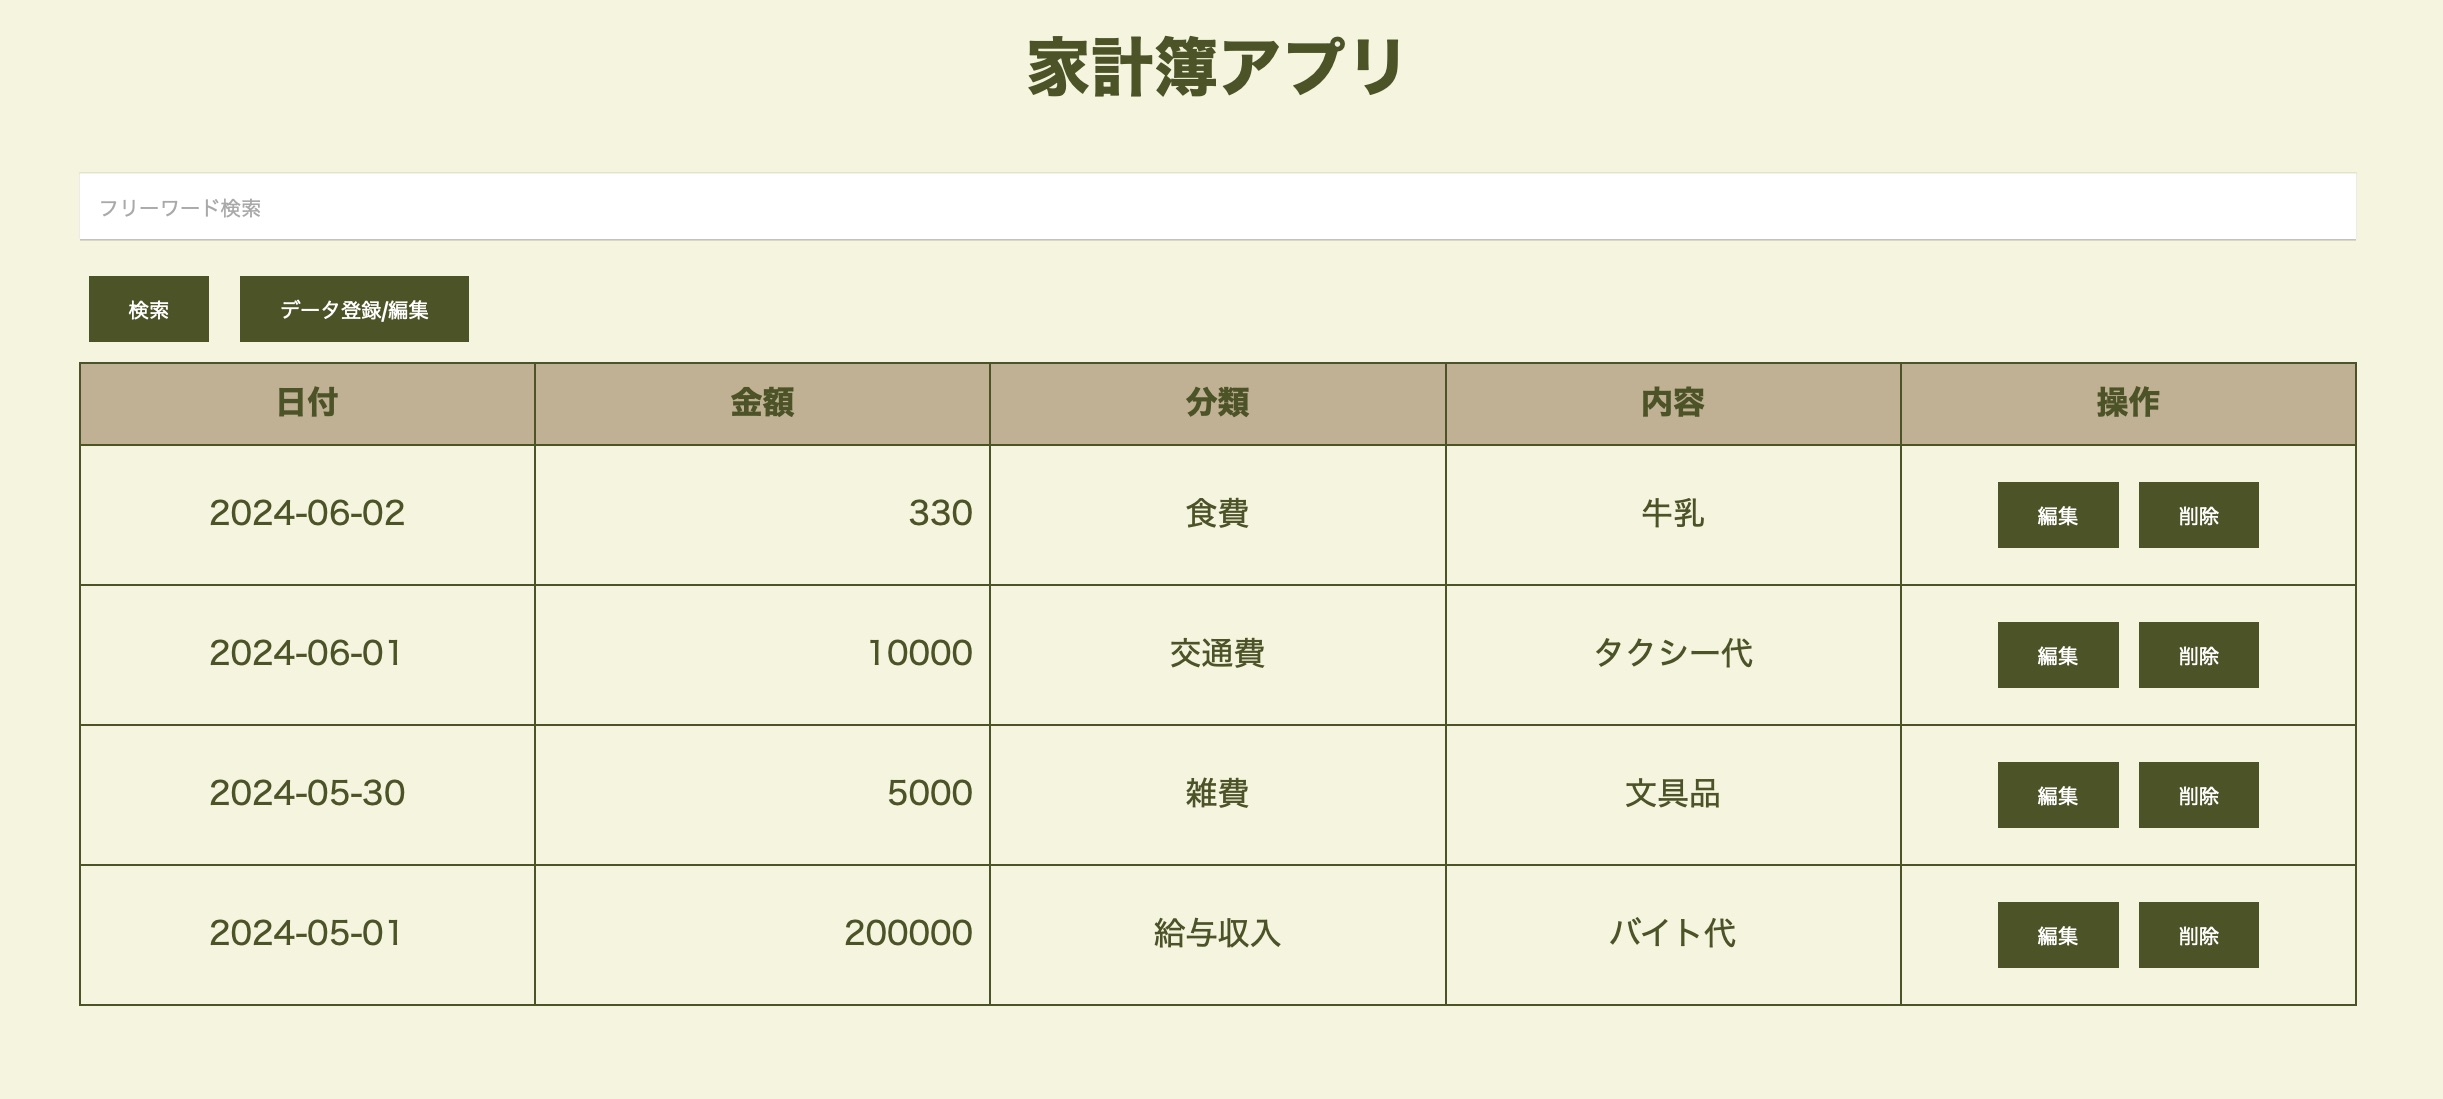 家計簿アプリ
フリーワード検索
検索 データ登録/編集
日付 金額 分類 内容 操作
2024-06-02 330 食費 牛乳 編集 削除
2024-06-01 10000 交通費 タクシー代 編集 削除
2024-05-30 5000 雑費 文具品 編集 削除
2024-05-01 200000 給与収入 バイト代 編集 削除